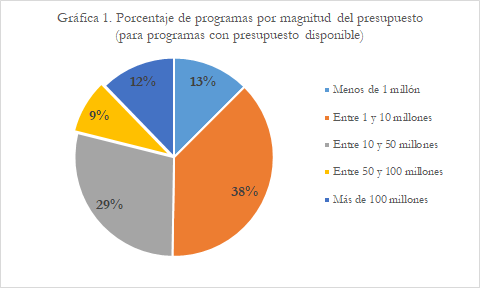 Gráfica 1. Porcentaje de programas por magnitud del presupuesto
(para programas con presupuesto disponible)
12%
13%
9%
38%
29%
Menos de 1 millón
Entre 1 y 10 millones
Entre 10 y 50 millones
Entre 50 y 100 millones
Más de 100 millones